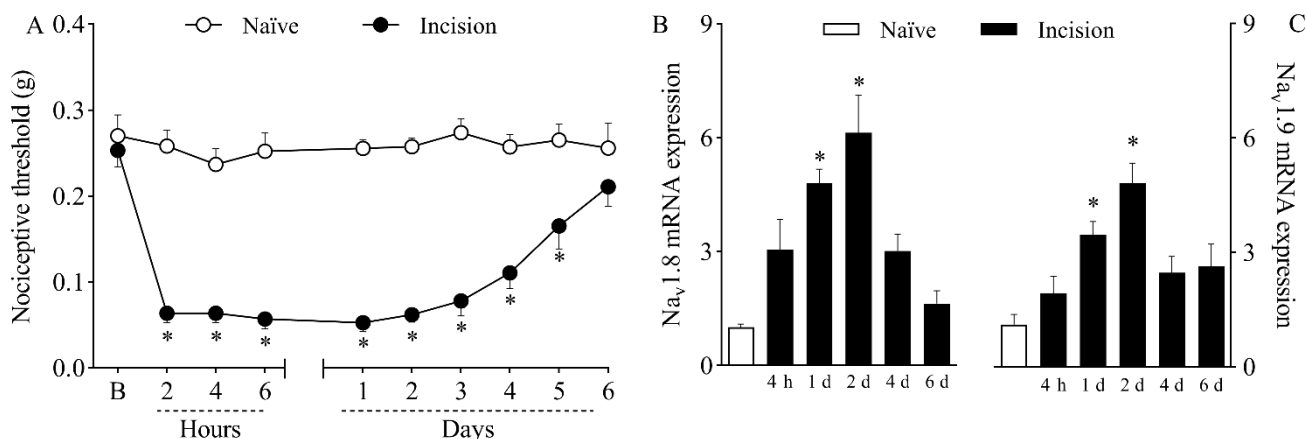 A
Naïve
Incision
Nociceptive threshold (g)
0.4
0.3
0.2
0.1
0.0
*
*
*
*
*
*
*
*
B 2 4 6 1 2 3 4 5 6
Hours Days
B
Naïve
Incision
C
Nav1.8 mRNA expression
9
6
3
0
*
*
4 h 1 d 2 d 4 d 6 d
*
*
4 h 1 d 2 d 4 d 6 d
9
6
3
0
Nav1.9 mRNA expression